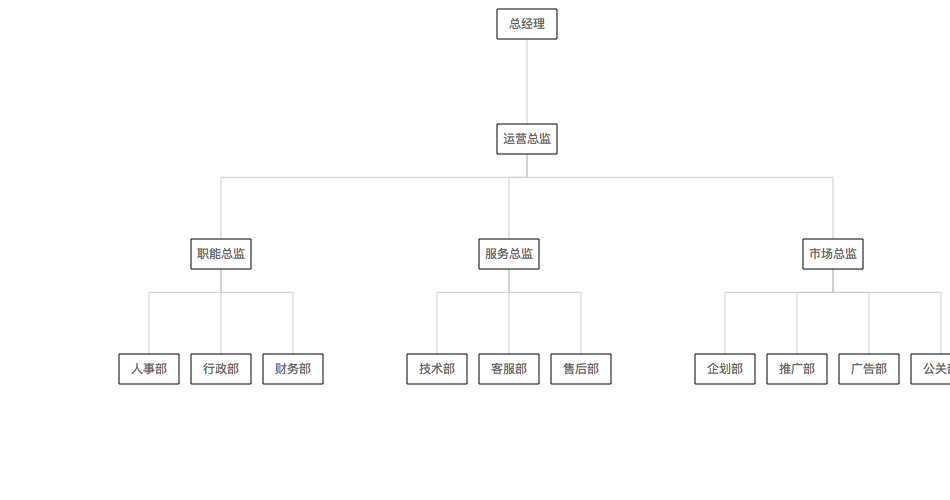 总经理
运营总监
职能总监
服务总监
市场总监
人事部
行政部
财务部
技术部
客服部
售后部
企划部
推广部
广告部
公关